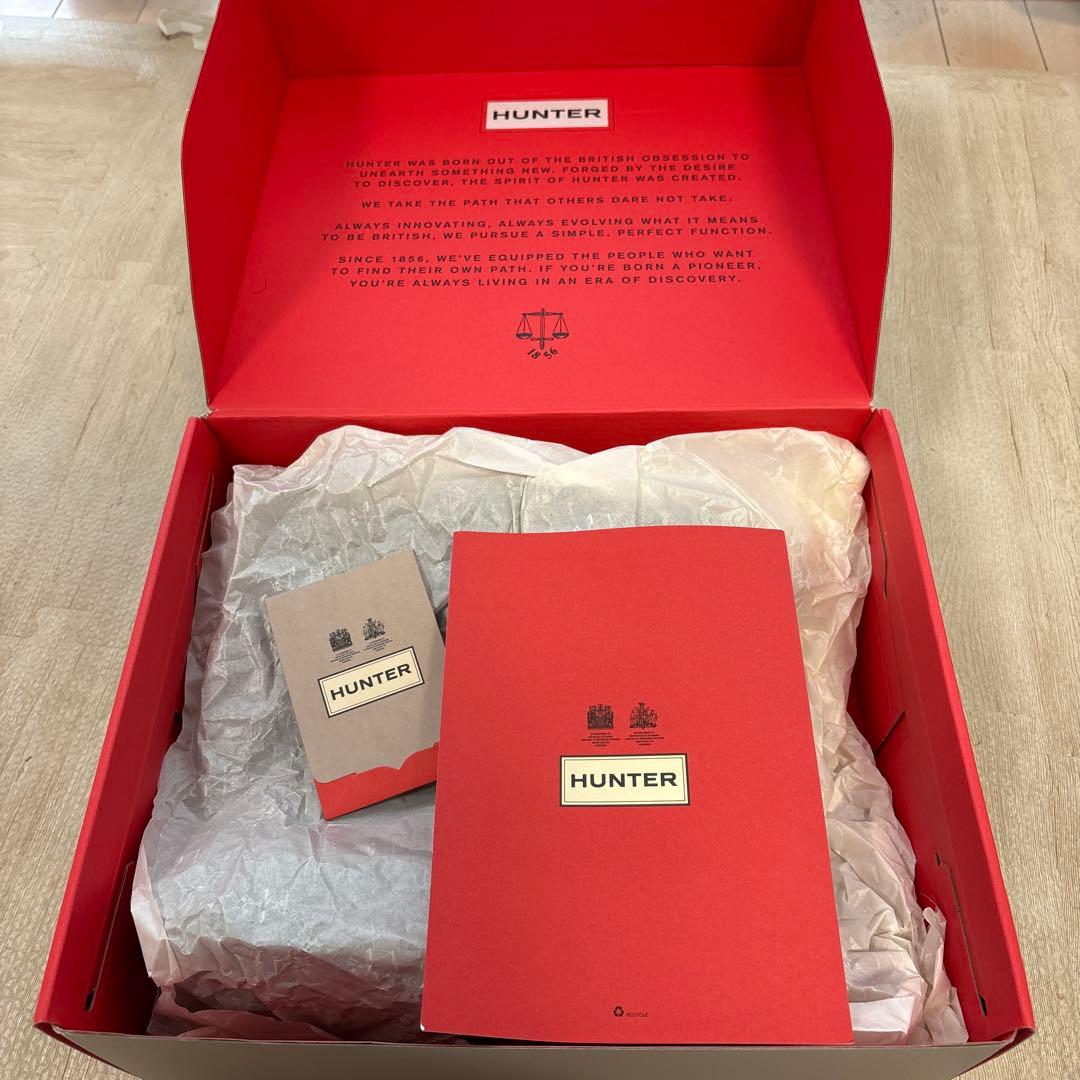 HUNTER
HUNTER WAS BORN OUT OF THE BRITISH OBSESSION TO
UNEARTH SOMETHING NEW. FORGED BY THE DESIRE
TO DISCOVER, THE SPIRIT OF HUNTER WAS CREATED.
WE TAKE THE PATH THAT OTHERS DARE NOT TAKE.
ALWAYS INNOVATING, ALWAYS EVOLVING WHAT IT MEANS
TO BE BRITISH, WE PURSUE A SIMPLE, PERFECT FUNCTION.
SINCE 1856, WE'VE EQUIPPED THE PEOPLE WHO WANT
TO FIND THEIR OWN PATH. IF YOU'RE BORN A PIONEER,
YOU'RE ALWAYS LIVING IN AN ERA OF DISCOVERY.
1856
HUNTER
HUNTER
RECYCLE